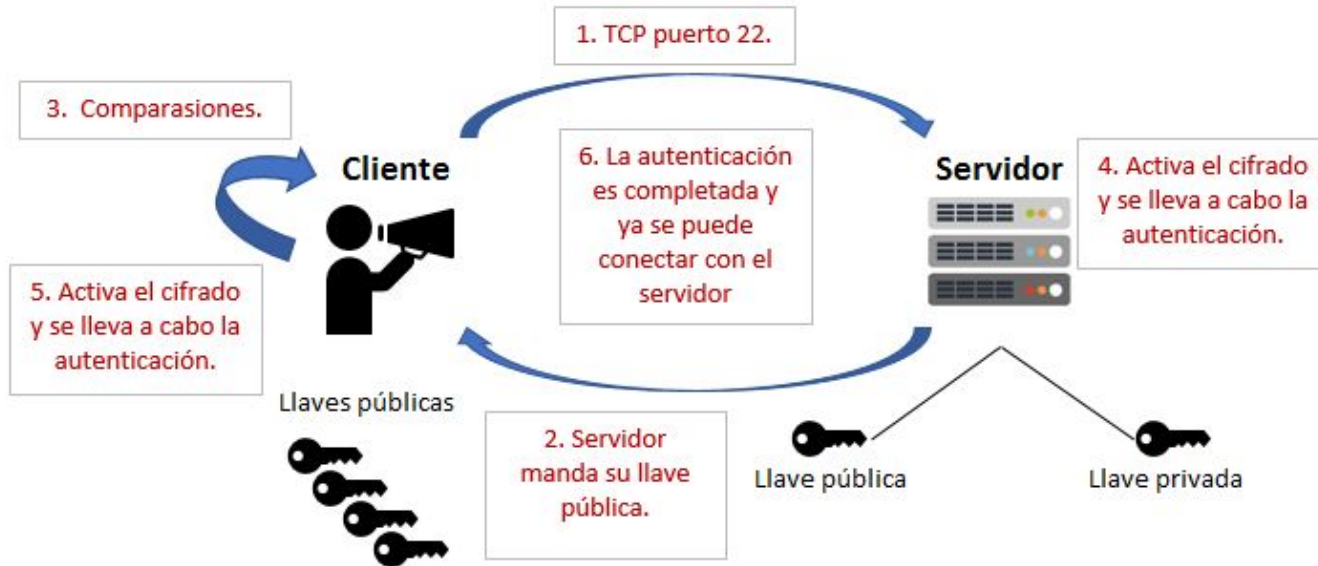 1. TCP puerto 22.
3. Comparasiones.
Cliente
6. La autenticación
es completada y
ya se puede
conectar con el
servidor
Servidor
4. Activa el cifrado
y se lleva a cabo la
autenticación.
5. Activa el cifrado
y se lleva a cabo la
autenticación.
Llaves públicas
2. Servidor
manda su llave
pública.
Llave pública
Llave privada